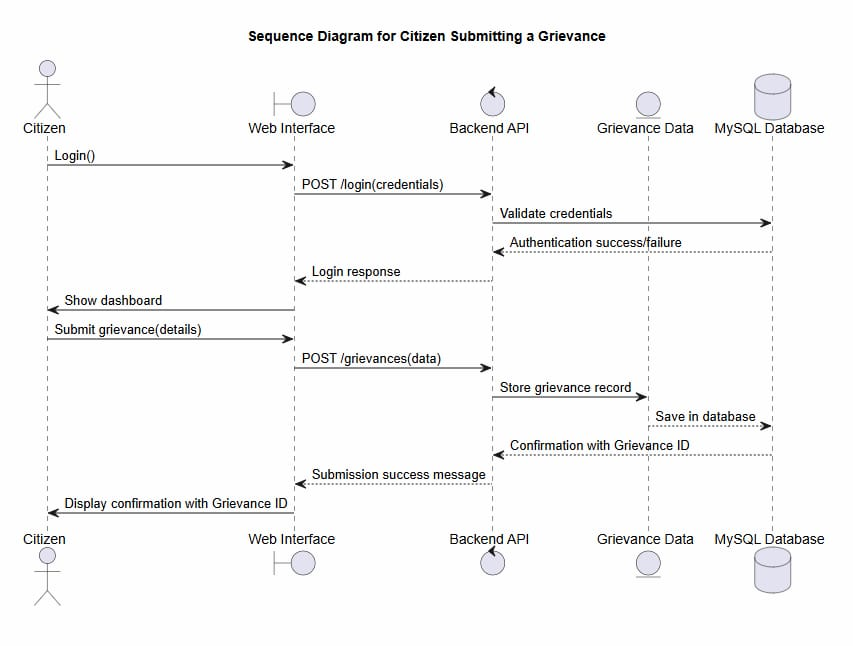 Sequence Diagram for Citizen Submitting a Grievance
Citizen
Web Interface
Backend API
Grievance Data
MySQL Database
Login()
POST /login(credentials)
Validate credentials
Authentication success/failure
Login response
Show dashboard
Submit grievance(details)
POST /grievances(data)
Store grievance record
Save in database
Confirmation with Grievance ID
Submission success message
Display confirmation with Grievance ID
Citizen
Web Interface
Backend API
Grievance Data
MySQL Database